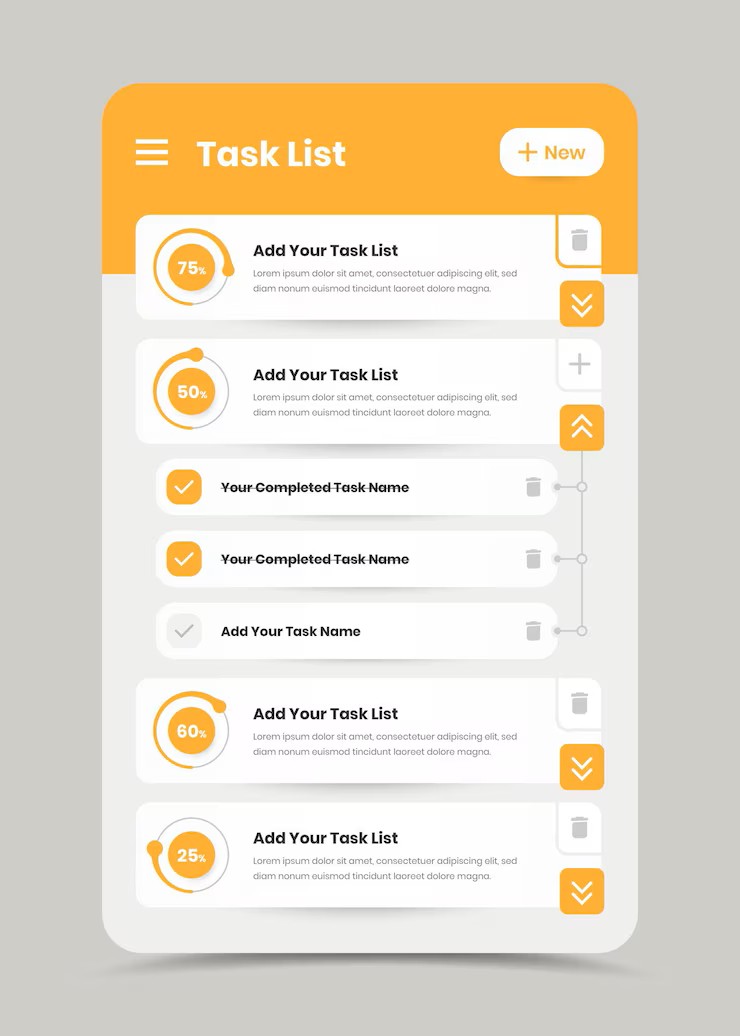 Task List
+ New
75%
Add Your Task List
Lorem ipsum dolor sit amet, consectetuer adipiscing elit, sed
diam nonum euismod tincidunt laoreet dolore magna.
50%
Add Your Task List
Lorem ipsum dolor sit amet, consectetuer adipiscing elit, sed
diam nonum euismod tincidunt laoreet dolore magna.
Your Completed Task Name
Your Completed Task Name
Add Your Task Name
60%
Add Your Task List
Lorem ipsum dolor sit amet, consectetuer adipiscing elit, sed
diam nonum euismod tincidunt laoreet dolore magna.
25%
Add Your Task List
Lorem ipsum dolor sit amet, consectetuer adipiscing elit, sed
diam nonum euismod tincidunt laoreet dolore magna.